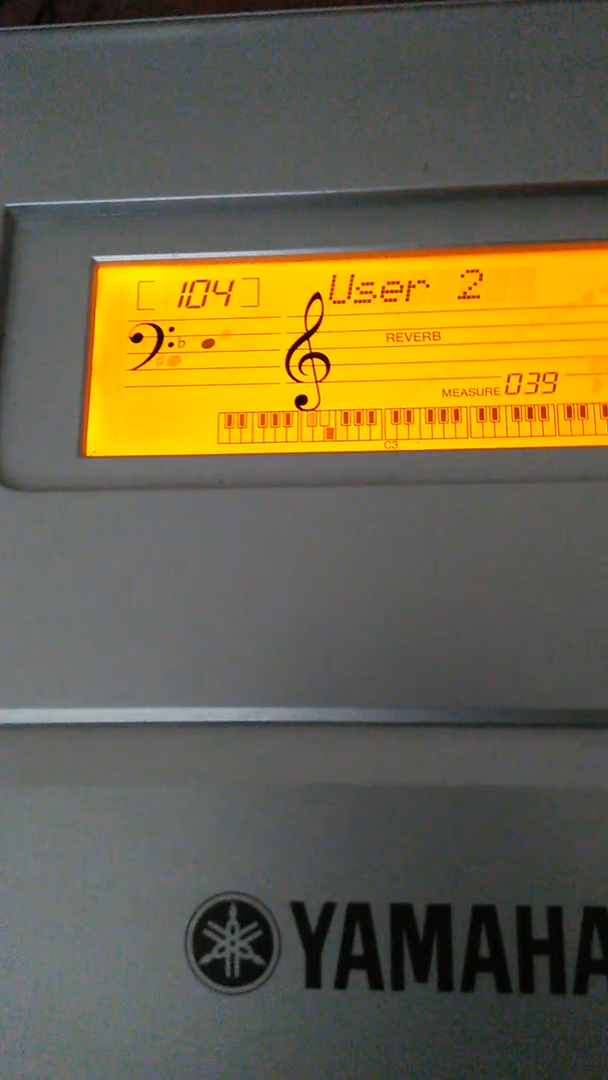 104 User 2
♭
REVERB
MEASURE 039
C3
YAMAHA